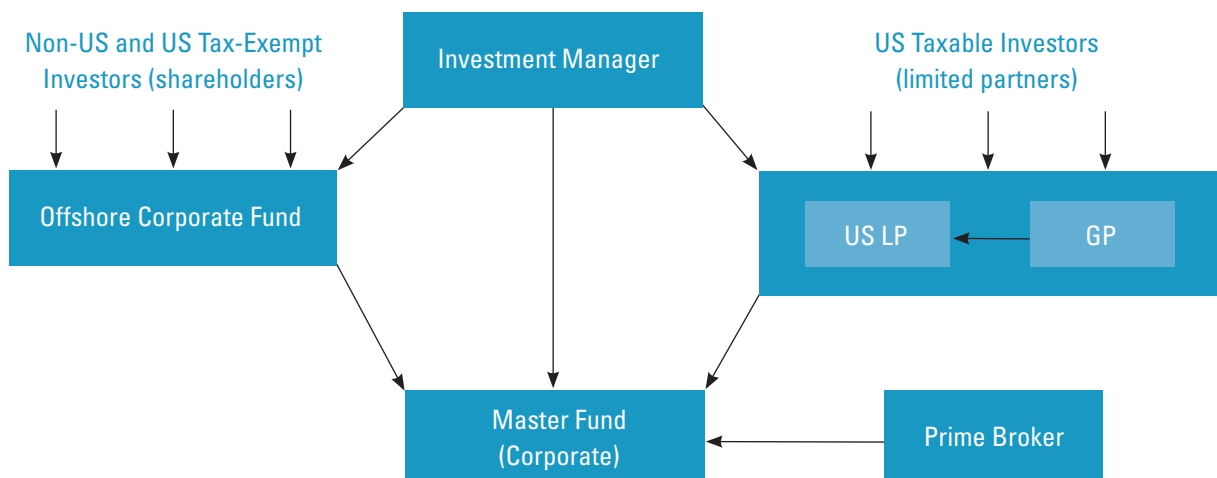 Non-US and US Tax-Exempt
Investors (shareholders)
Investment Manager
US Taxable Investors
(limited partners)
Offshore Corporate Fund
US LP
GP
Master Fund
(Corporate)
Prime Broker